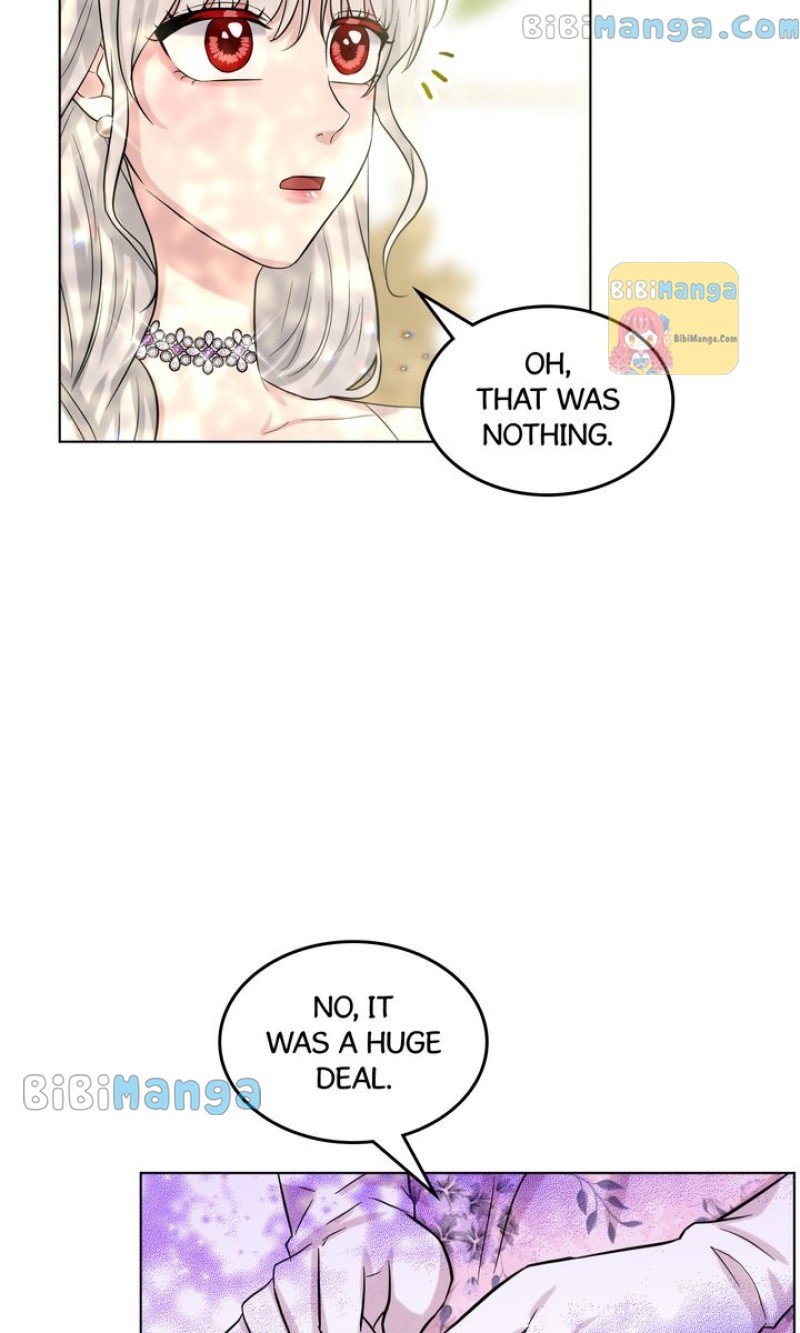 BiBiManga.Com
BiBiManga
BibiManga.Com
OH,
THAT WAS
NOTHING.
NO, IT
WAS A HUGE
DEAL.
BiBiManga